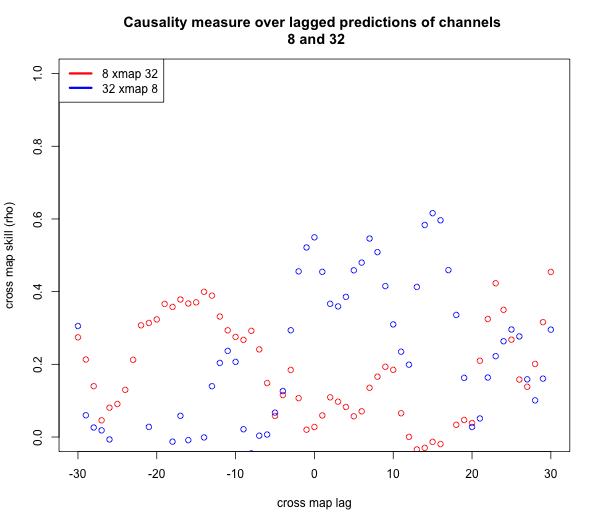 Causality measure over lagged predictions of channels
8 and 32
8 xmap 32
32 xmap 8
cross map skill (rho)
1.0
0.8
0.6
0.4
0.2
0.0
-30 -20 -10 0 10 20 30
cross map lag